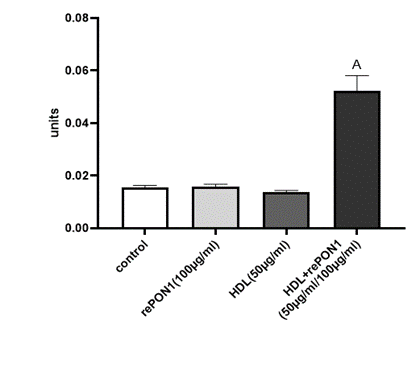 0.08
0.06
0.04
0.02
0.00
units
A
control
rePON1(100μg/ml)
HDL(50μg/ml)
HDL+rePON1
(50μg/ml/100μg/ml)